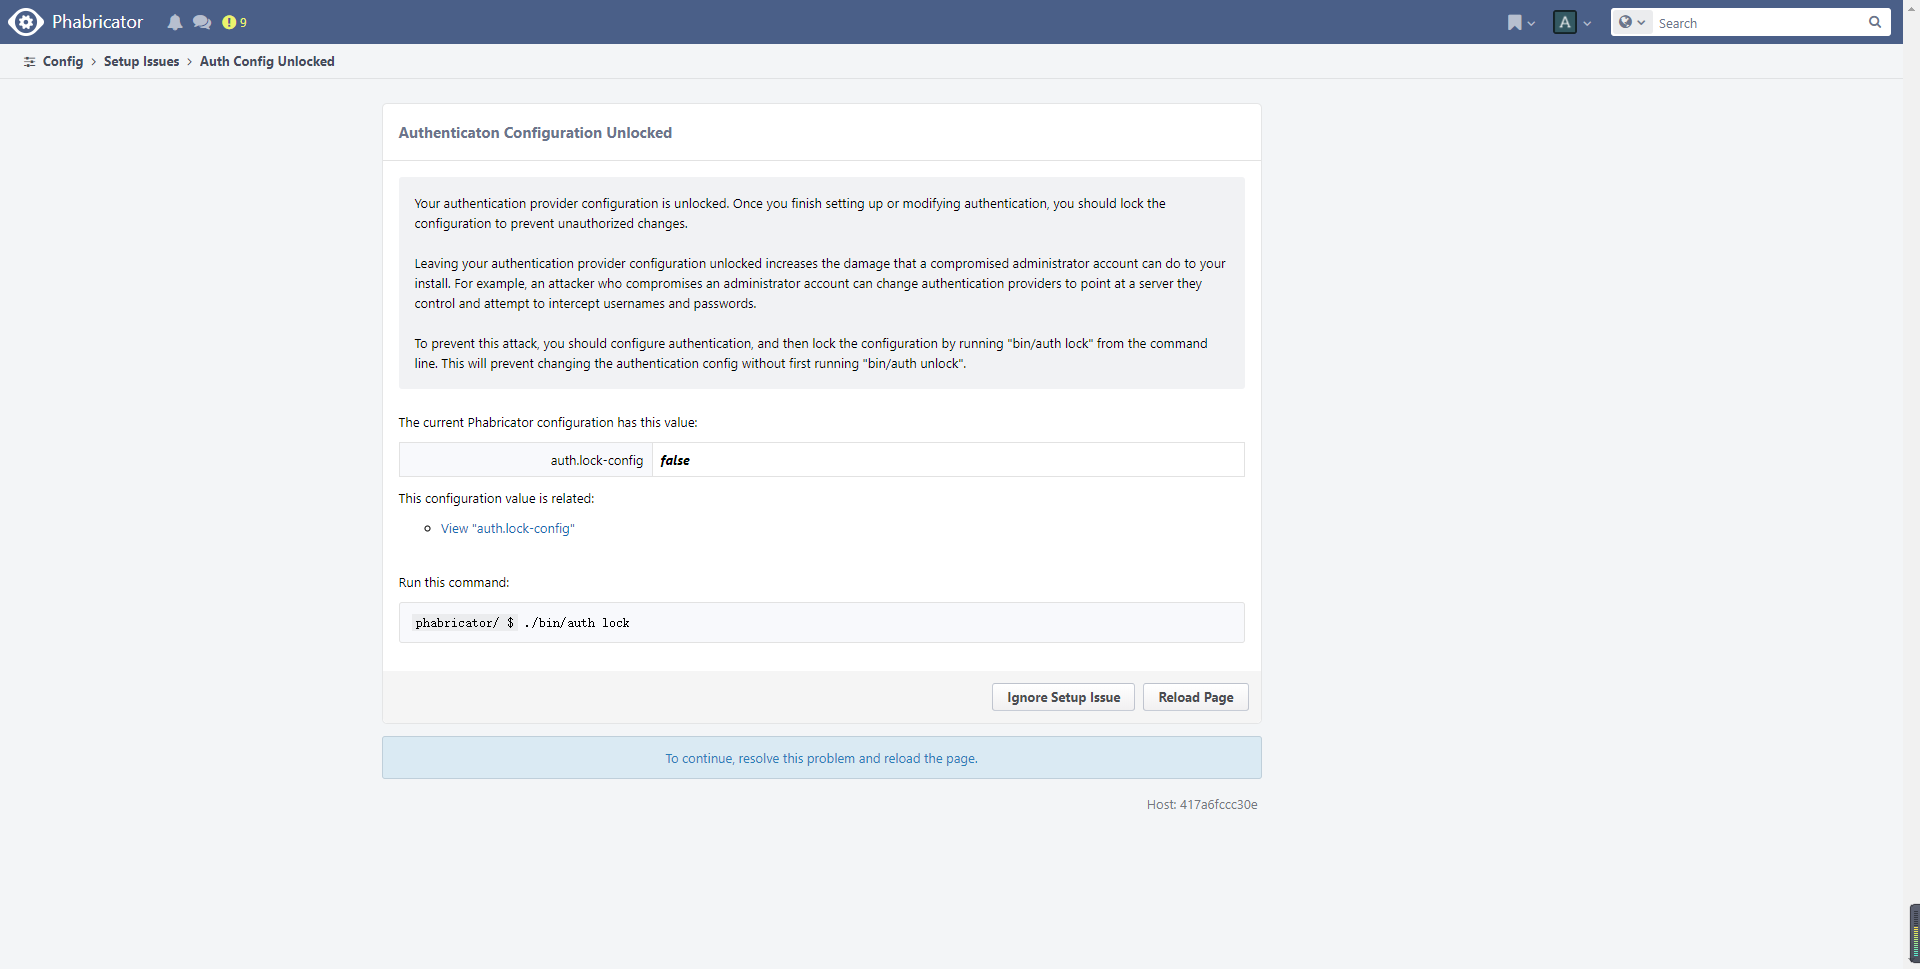 Phabricator
9
A
Search
Config > Setup Issues > Auth Config Unlocked
Authenticaton Configuration Unlocked
Your authentication provider configuration is unlocked. Once you finish setting up or modifying authentication, you should lock the
configuration to prevent unauthorized changes.
Leaving your authentication provider configuration unlocked increases the damage that a compromised administrator account can do to your
install. For example, an attacker who compromises an administrator account can change authentication providers to point at a server they
control and attempt to intercept usernames and passwords.
To prevent this attack, you should configure authentication, and then lock the configuration by running "bin/auth lock" from the command
line. This will prevent changing the authentication config without first running "bin/auth unlock".
The current Phabricator configuration has this value:
auth.lock-config false
This configuration value is related:
View "auth.lock-config"
Run this command:
phabricator/ $ ./bin/auth lock
Ignore Setup Issue Reload Page
To continue, resolve this problem and reload the page.
Host: 417a6fccc30e